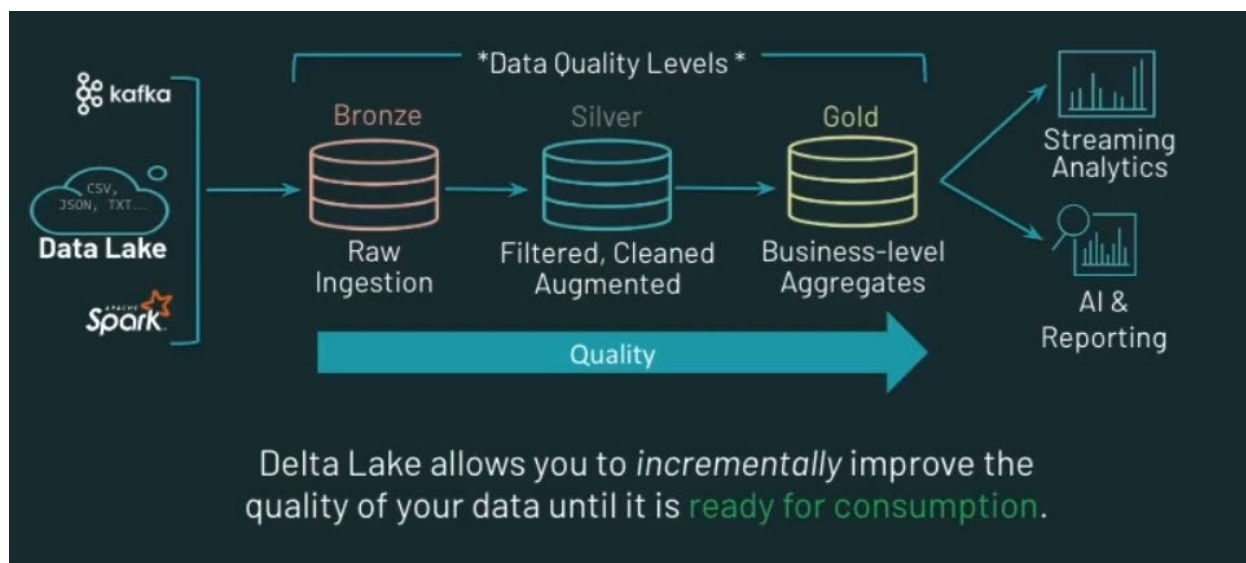 *Data Quality Levels *
kafka
CSV,
JSON, TXT...
Data Lake
APACHE
Spark
Bronze
Raw
Ingestion
Silver
Filtered, Cleaned
Augmented
Gold
Business-level
Aggregates
Streaming
Analytics
AI &
Reporting
Quality
Delta Lake allows you to incrementally improve the
quality of your data until it is ready for consumption.